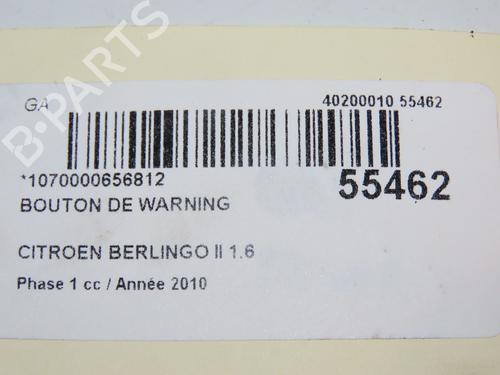 GA
40200010 55462
B-PARTS
*1070000656812
55462
BOUTON DE WARNING
CITROEN BERLINGO II 1.6
Phase 1 cc / Année 2010